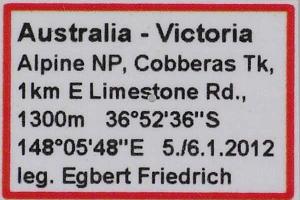 Australia - Victoria
Alpine NP, Cobberas Tk,
1km E Limestone Rd.,
1300m 36°52'36"S
148°05'48"E 5./6.1.2012
leg. Egbert Friedrich